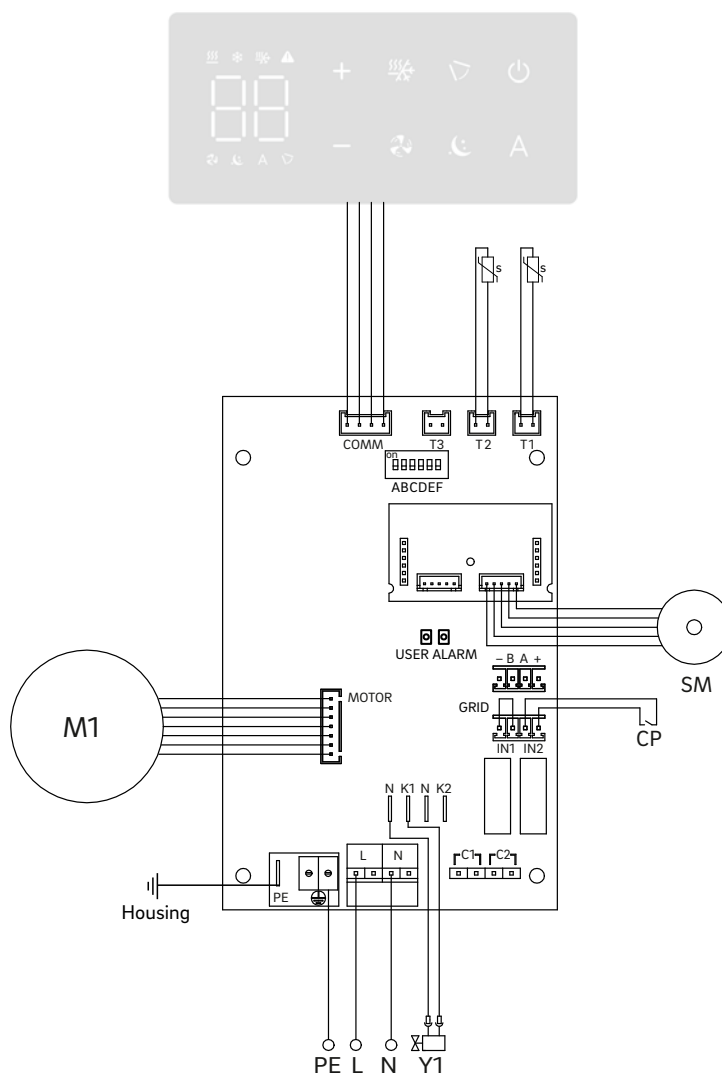 88
+
A
−
A
s
s
COMM
T3
T2
T1
on
ABCDEF
USER ALARM
− B A +
SM
MOTOR
M1
GRID
IN1 IN2
CP
N K1 N K2
L N
C1 C2
PE
Housing
PE L N Y1